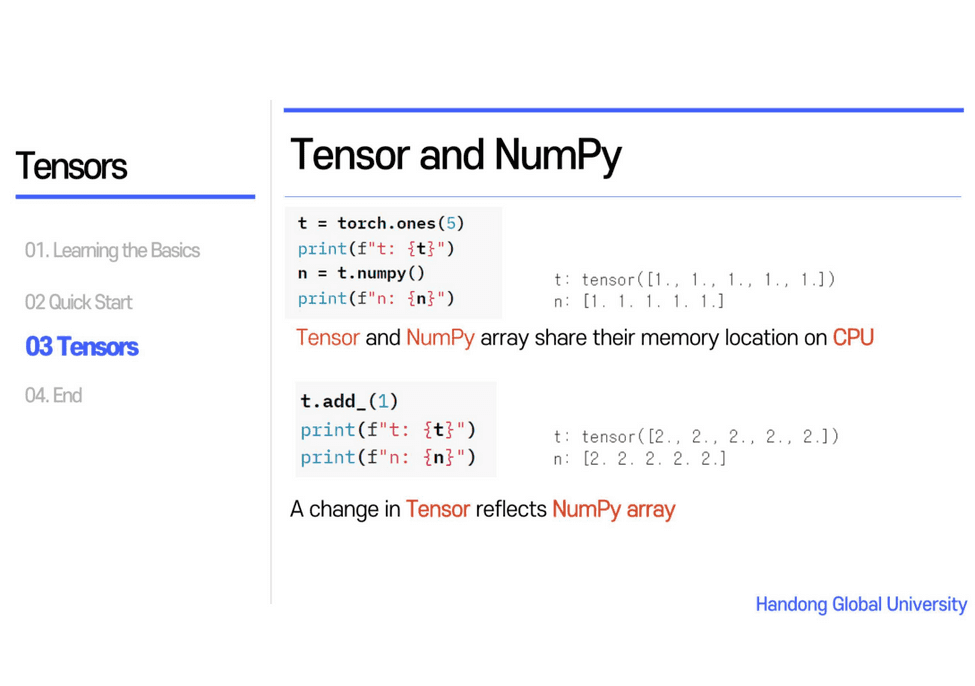 Tensors
01. Learning the Basics
02 Quick Start
03 Tensors
04. End
Tensor and NumPy
t = torch.ones(5)
print(f"t: {t}")
n = t.numpy()
print(f"n: {n}")
t: tensor([1., 1., 1., 1., 1.])
n: [1. 1. 1. 1. 1.]
Tensor and NumPy array share their memory location on CPU
t.add_(1)
print(f"t: {t}")
print(f"n: {n}")
t: tensor([2., 2., 2., 2., 2.])
n: [2. 2. 2. 2. 2.]
A change in Tensor reflects NumPy array
Handong Global University